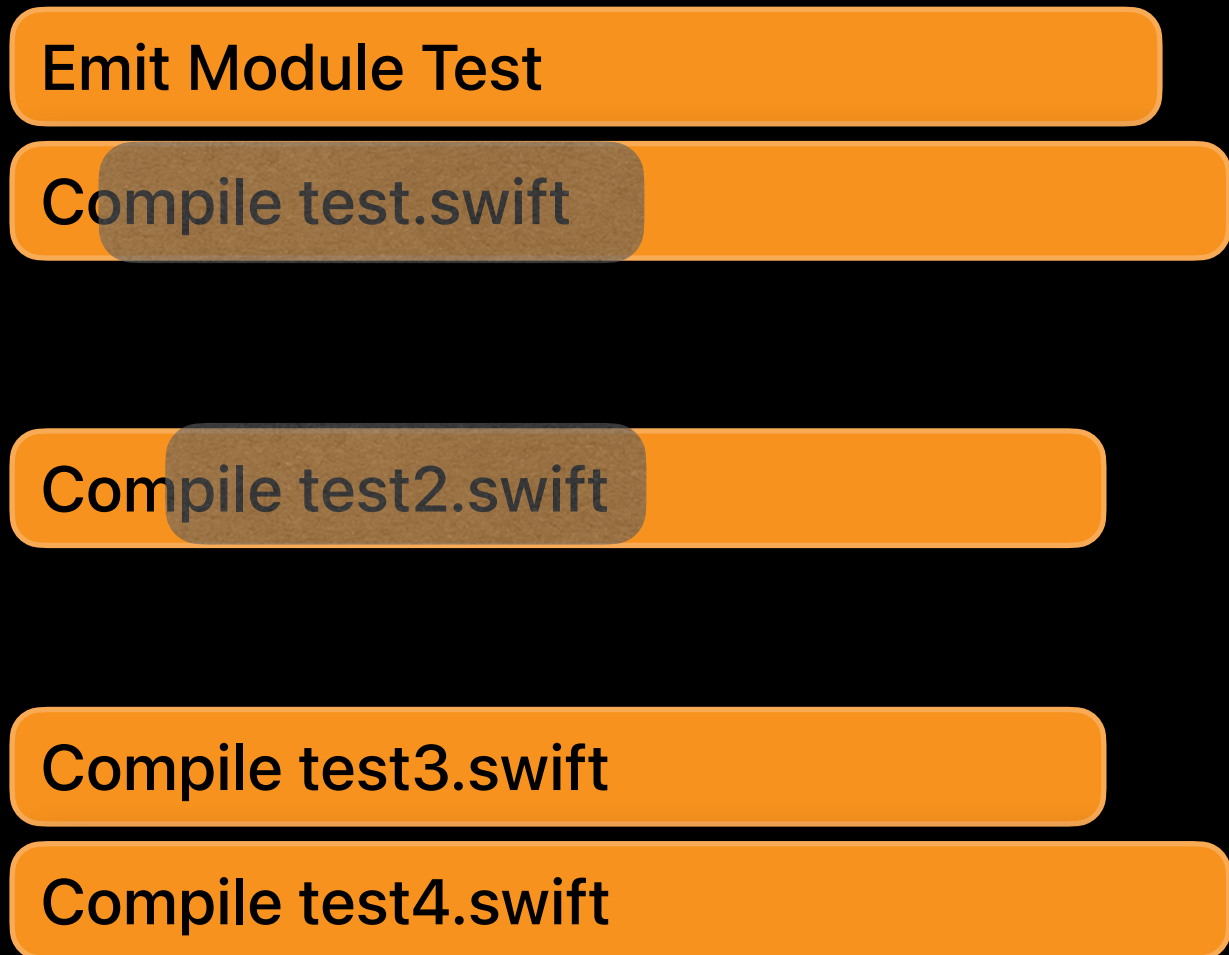 Emit Module Test
Compile test.swift
Compile test2.swift
Compile test3.swift
Compile test4.swift